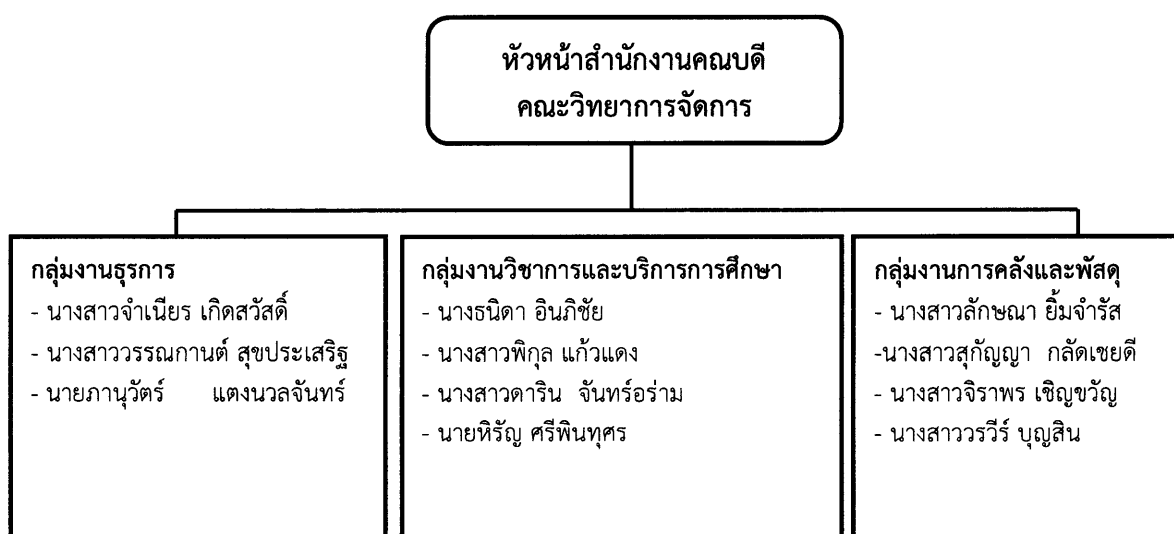 หัวหน้าสำนักงานคณบดี
คณะวิทยาการจัดการ
กลุ่มงานธุรการ
- นางสาวจำเนียร เกิดสวัสดิ์
- นางสาววรรณกานต์ สุขประเสริฐ
- นายภานุวัตร์ แตงนวลจันทร์
กลุ่มงานวิชาการและบริการการศึกษา
- นางธนิดา อินภิชัย
- นางสาวพิกุล แก้วแดง
- นางสาวดาริน จันทร์อร่าม
- นายหิรัญ ศรีพินทุศร
กลุ่มงานการคลังและพัสดุ
- นางสาวลักษณา ยิ้มจำรัส
-นางสาวสุกัญญา กลัดเชยดี
- นางสาวจิราพร เชิญขวัญ
- นางสาววรวีร์ บุญสิน